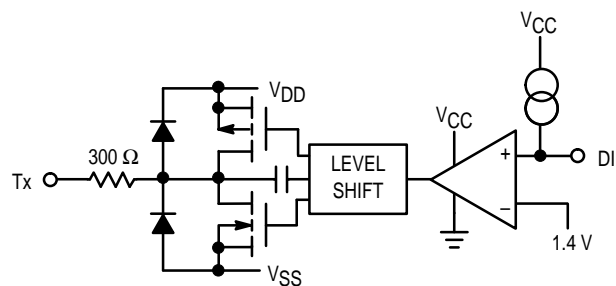 VCC
VDD
VCC
300 Ω
LEVEL
SHIFT
+
DI
Tx
–
1.4 V
VSS